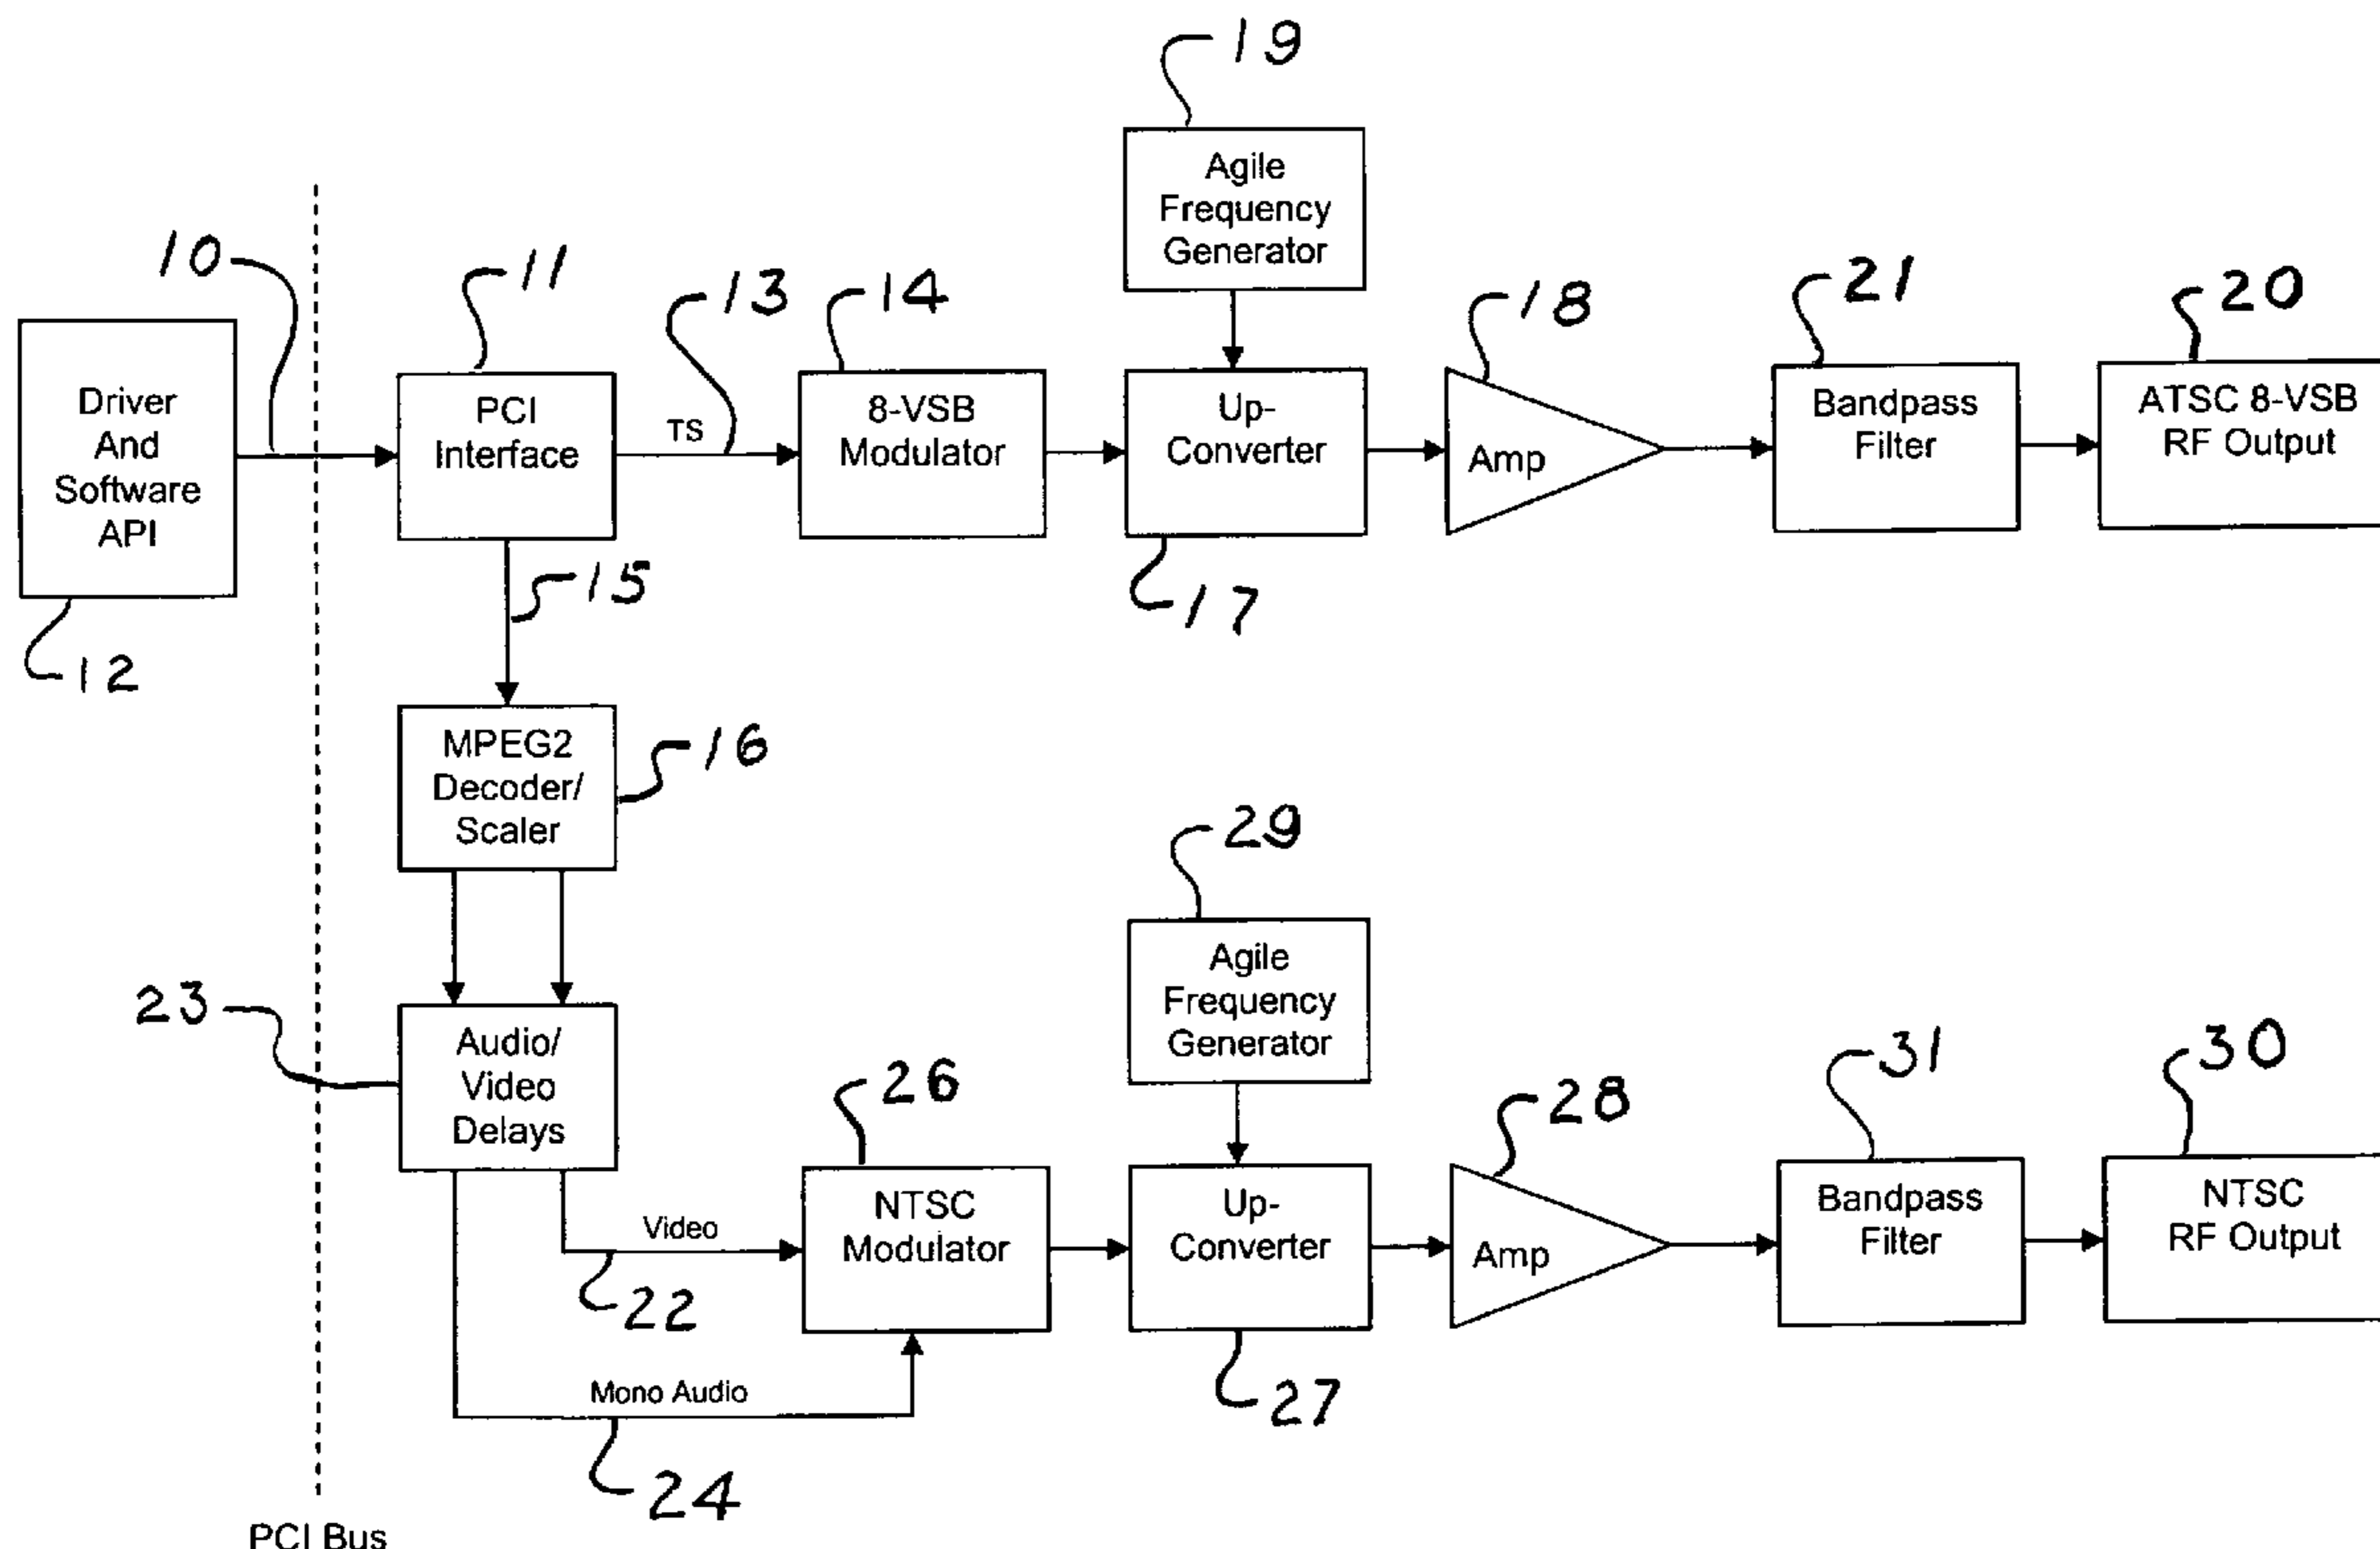 19
Agile
Frequency
Generator
10
11
13
14
18
21
20
Driver
And
Software
API
PCI
Interface
TS
8-VSB
Modulator
Up-
Converter
Amp
Bandpass
Filter
ATSC 8-VSB
RF Output
12
15
17
MPEG2
Decoder/
Scaler
16
29
Agile
Frequency
Generator
23
Audio/
Video
Delays
26
28
31
30
Video
22
NTSC
Modulator
Up-
Converter
Amp
Bandpass
Filter
NTSC
RF Output
Mono Audio
24
27
PCI Bus